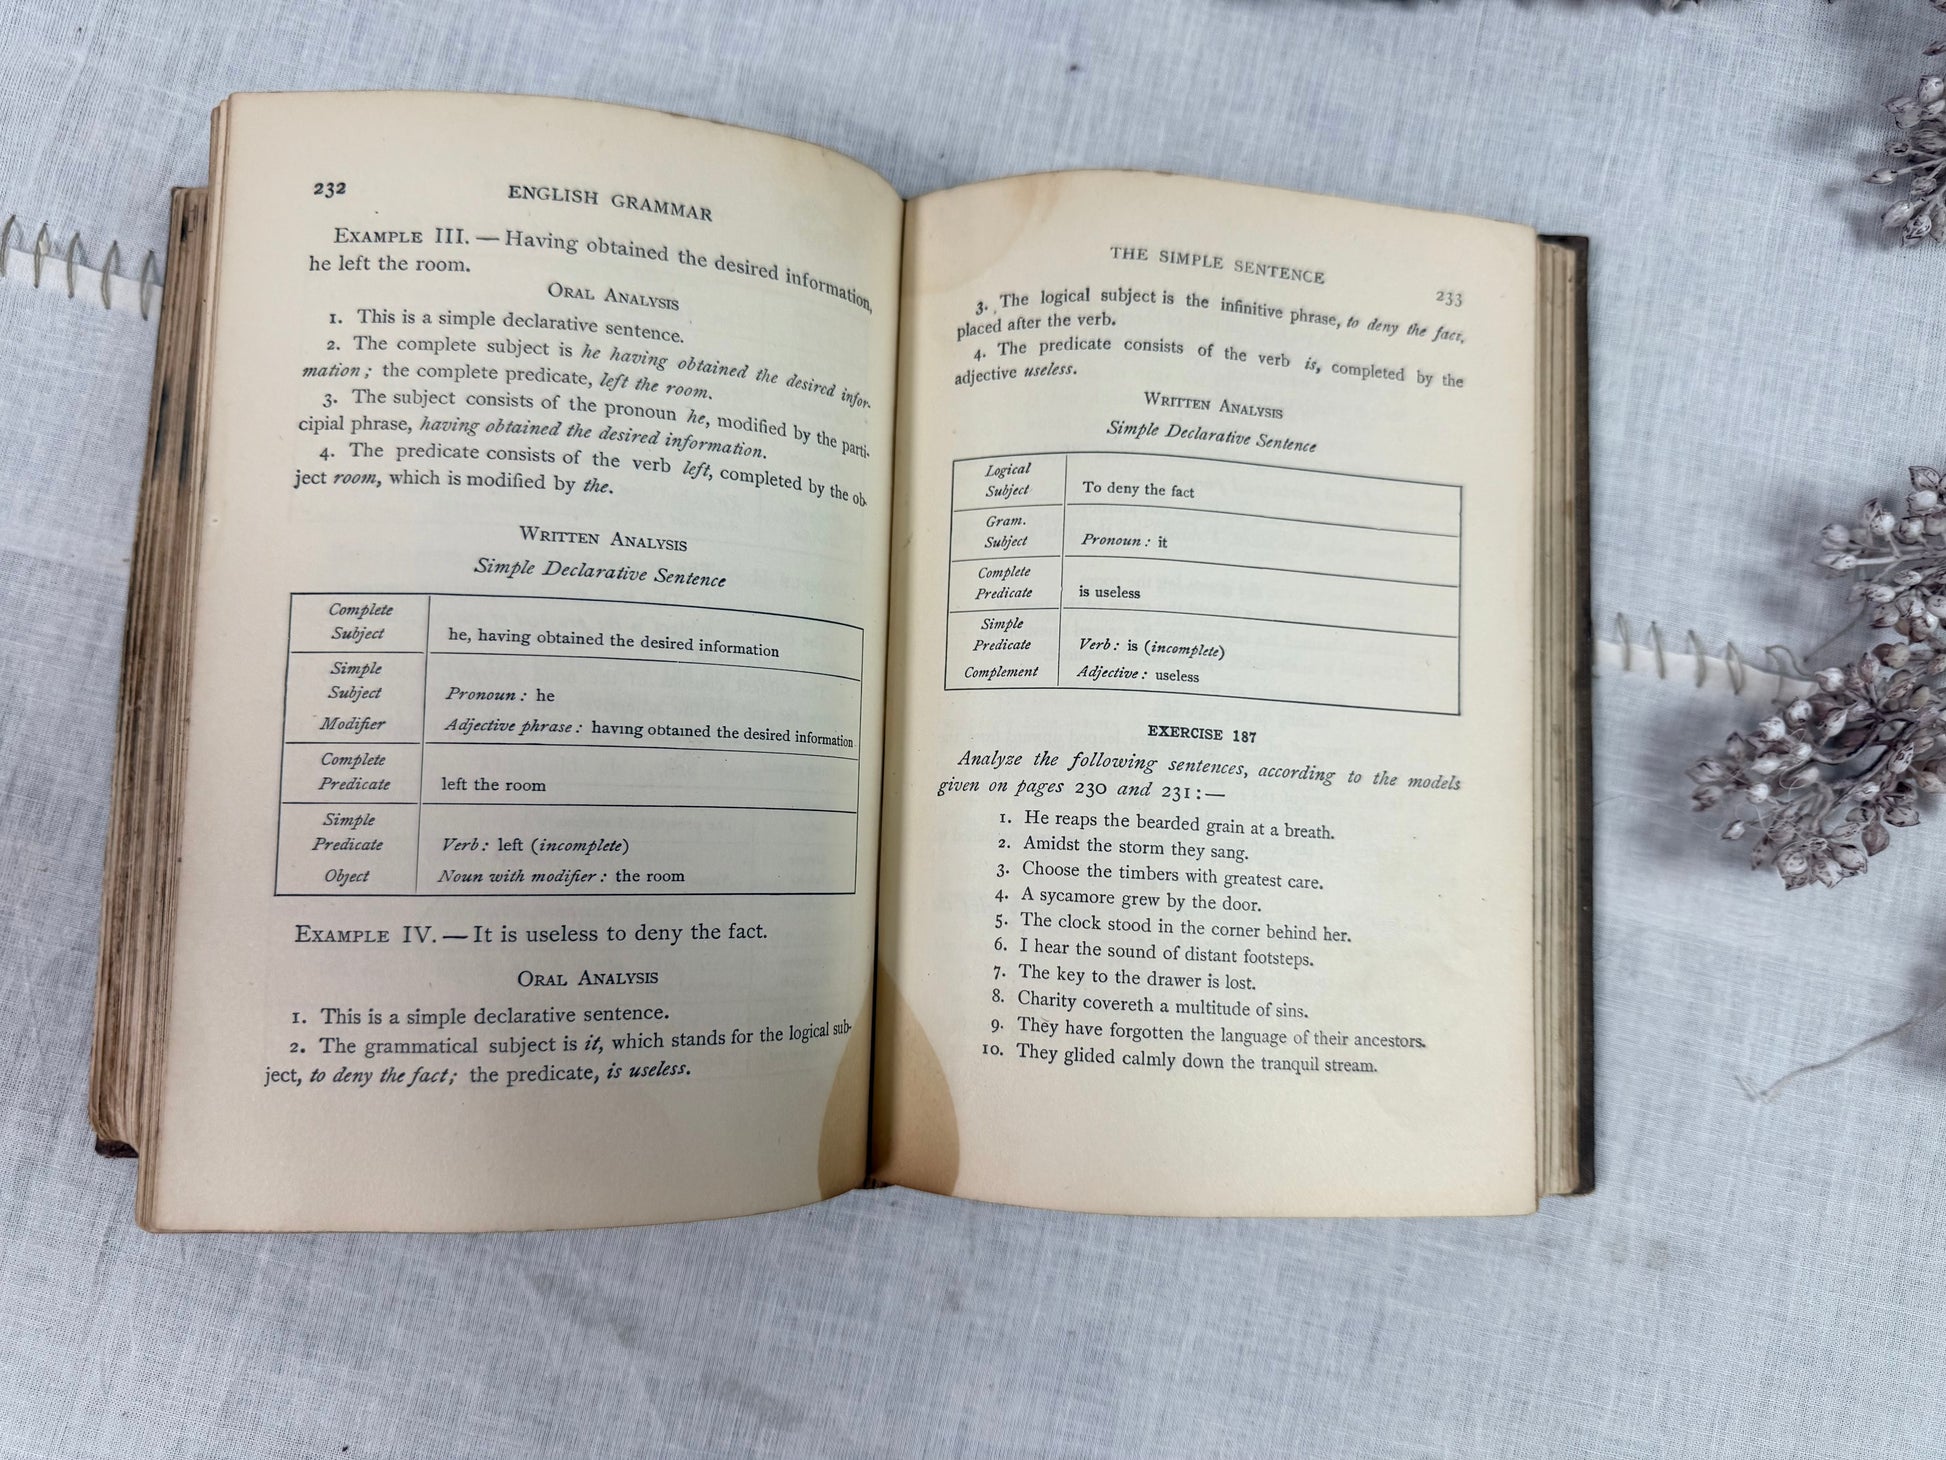 232
ENGLISH GRAMMAR
EXAMPLE III. — Having obtained the desired information,
he left the room.
ORAL ANALYSIS
1. This is a simple declarative sentence.
2. The complete subject is he having obtained the desired infor-
mation; the complete predicate, left the room.
3. The subject consists of the pronoun he, modified by the parti-
cipial phrase, having obtained the desired information.
4. The predicate consists of the verb left, completed by the ob-
ject room, which is modified by the.
WRITTEN ANALYSIS
Simple Declarative Sentence
Complete
Subject he, having obtained the desired information
Simple
Subject Pronoun: he
Modifier Adjective phrase: having obtained the desired information
Complete
Predicate left the room
Simple
Predicate Verb: left (incomplete)
Object Noun with modifier: the room
EXAMPLE IV. — It is useless to deny the fact.
ORAL ANALYSIS
1. This is a simple declarative sentence.
2. The grammatical subject is it, which stands for the logical sub-
ject, to deny the fact; the predicate, is useless.
THE SIMPLE SENTENCE
233
3. The logical subject is the infinitive phrase, to deny the fact,
placed after the verb.
4. The predicate consists of the verb is, completed by the
adjective useless.
WRITTEN ANALYSIS
Simple Declarative Sentence
Logical
Subject To deny the fact
Gram.
Subject Pronoun: it
Complete
Predicate is useless
Simple
Predicate Verb: is (incomplete)
Complement Adjective: useless
EXERCISE 187
Analyze the following sentences, according to the models
given on pages 230 and 231: —
1. He reaps the bearded grain at a breath.
2. Amidst the storm they sang.
3. Choose the timbers with greatest care.
4. A sycamore grew by the door.
5. The clock stood in the corner behind her.
6. I hear the sound of distant footsteps.
7. The key to the drawer is lost.
8. Charity covereth a multitude of sins.
9. They have forgotten the language of their ancestors.
10. They glided calmly down the tranquil stream.